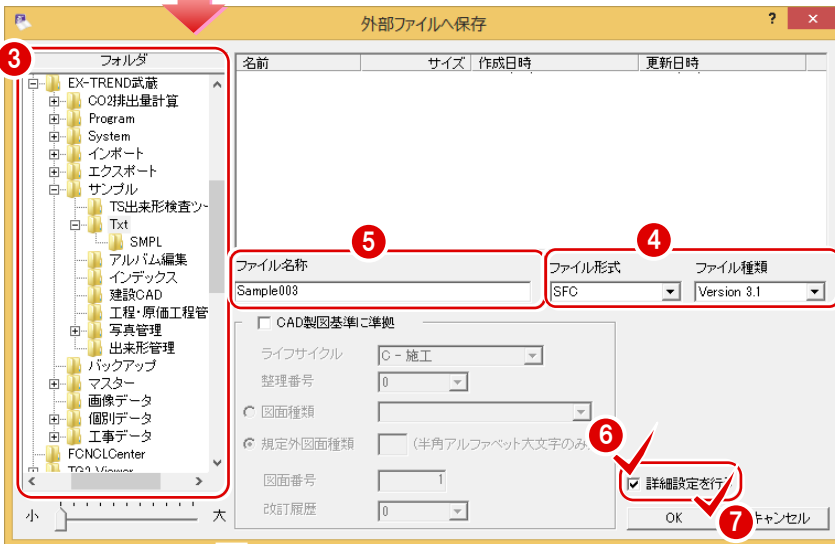 外部ファイルへ保存
?
×
3
フォルダ
EX-TREND武蔵
CO2排出量計算
Program
System
インポート
エクスポート
サンプル
TS出来形検査ツー
Txt
SMPL
アルバム編集
インデックス
建設CAD
工程・原価工程管
写真管理
出来形管理
バックアップ
マスター
画像データ
個別データ
工事データ
FCNCLCenter
小
大
名前 サイズ 作成日時 更新日時
5
4
ファイル名称
Sample003
ファイル形式 ファイル種類
SFC Version 3.1
CAD製図基準に準拠
ライフサイクル C - 施工
整理番号 0
図面種類
規定外図面種類 (半角アルファベット大文字のみ
図面番号 1
改訂履歴 0
6
詳細設定を行
7
OK キャンセル